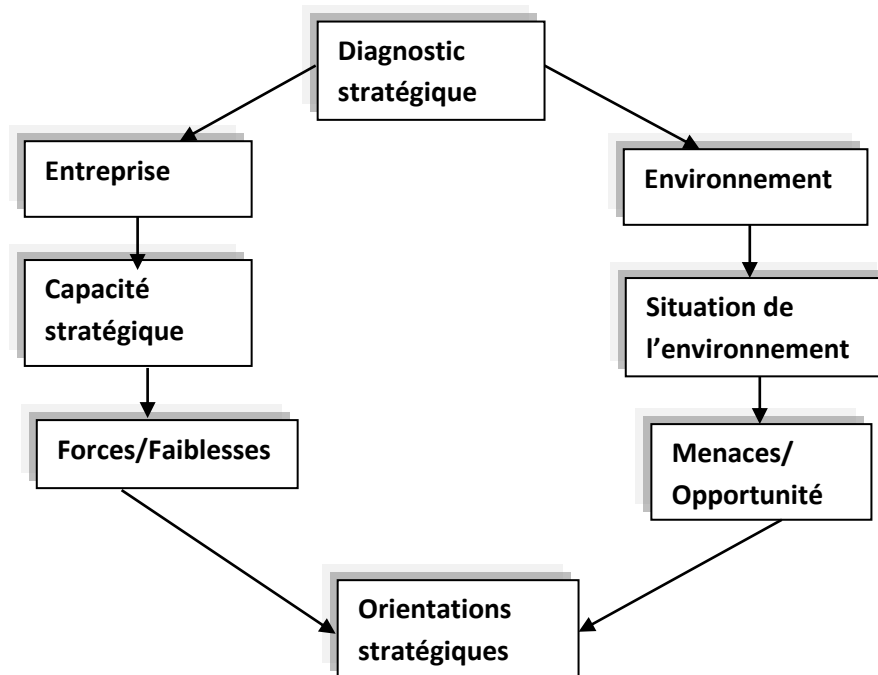 Diagnostic
stratégique
Entreprise
Environnement
Capacité
stratégique
Situation de
l’environnement
Forces/Faiblesses
Menaces/
Opportunité
Orientations
stratégiques